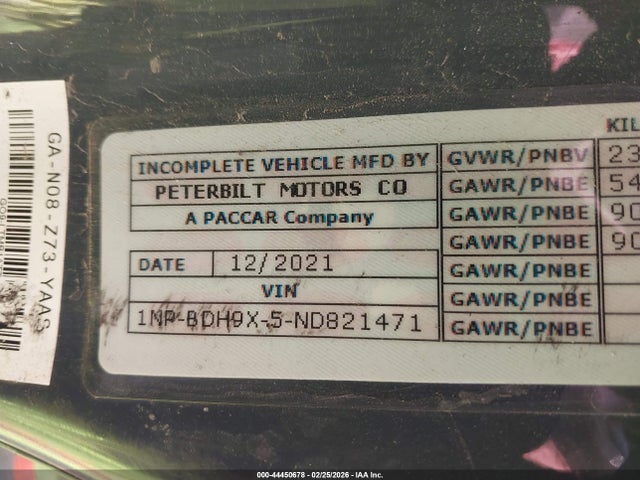 KIL
INCOMPLETE VEHICLE MFD BY
PETERBILT MOTORS CO
A PACCAR Company
DATE 12/2021
VIN
1NP-BDH9X-5-ND821471
GVWR/PNBV 23
GAWR/PNBE 54
GAWR/PNBE 90
GAWR/PNBE 90
GAWR/PNBE
GAWR/PNBE
GAWR/PNBE
GA-N08-Z73-YAAS
000-44450678 - 02/25/2026 - IAA Inc.